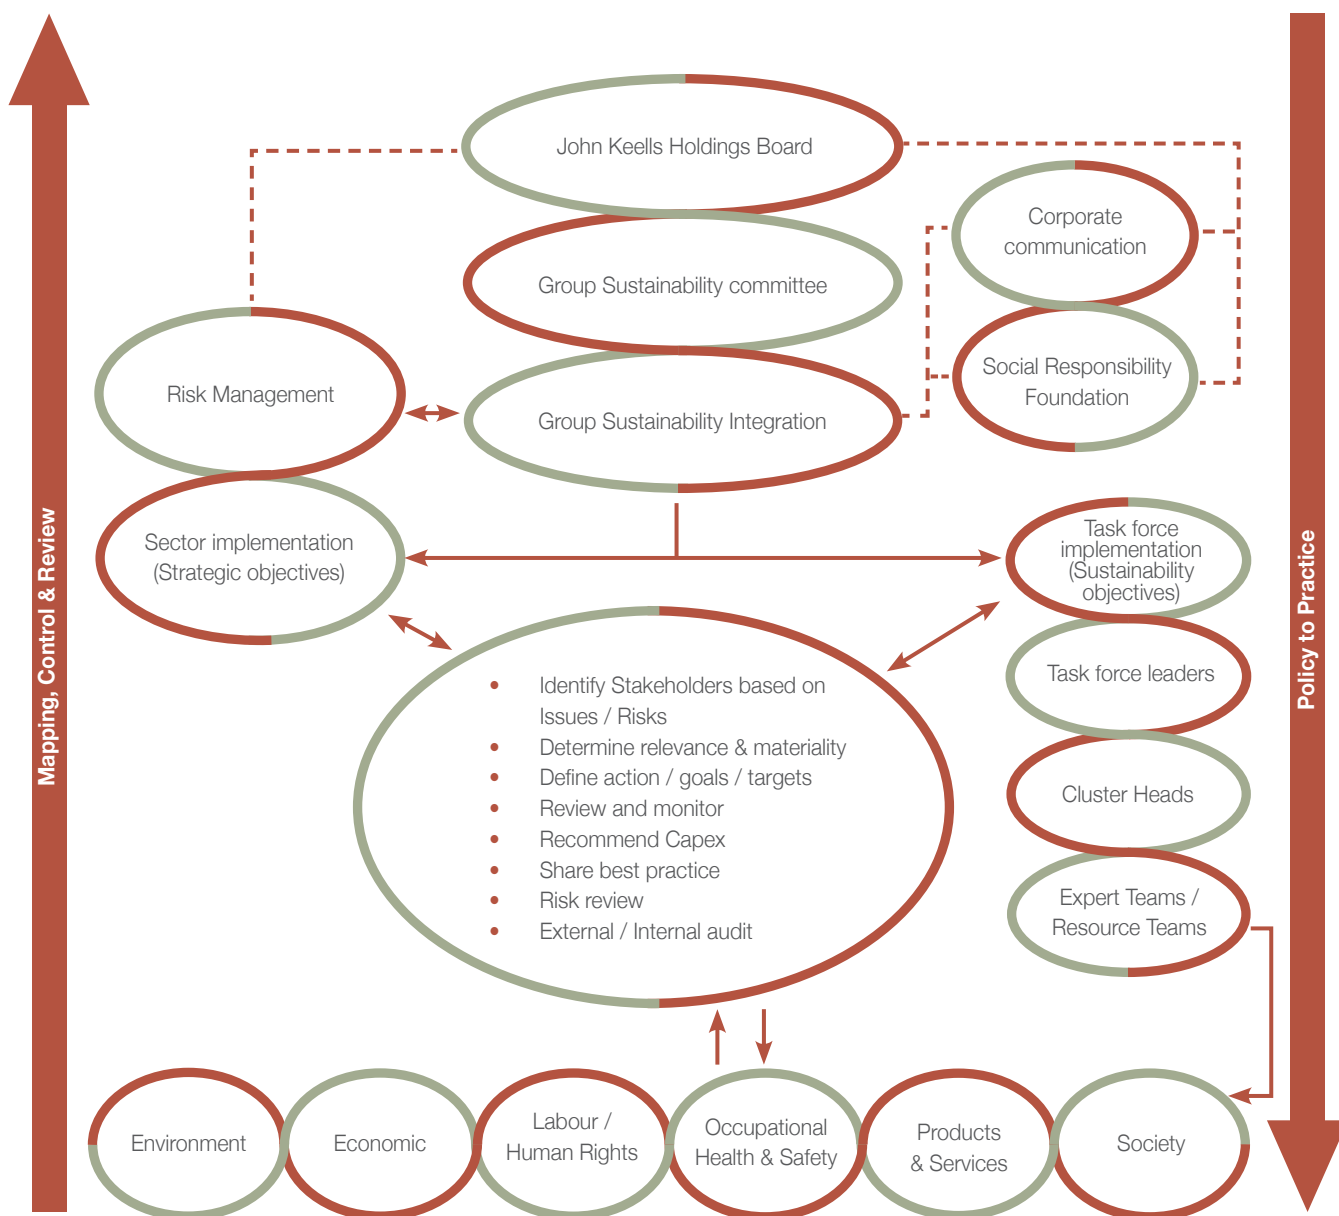 John Keells Holdings Board
Corporate
communication
Group Sustainability committee
Social Responsibility
Foundation
Risk Management
Group Sustainability Integration
Mapping, Control & Review
Policy to Practice
Sector implementation
(Strategic objectives)
Task force
implementation
(Sustainability
objectives)
Task force leaders
Cluster Heads
Expert Teams /
Resource Teams
• Identify Stakeholders based on
Issues / Risks
• Determine relevance & materiality
• Define action / goals / targets
• Review and monitor
• Recommend Capex
• Share best practice
• Risk review
• External / Internal audit
Environment
Economic
Labour /
Human Rights
Occupational
Health & Safety
Products
& Services
Society